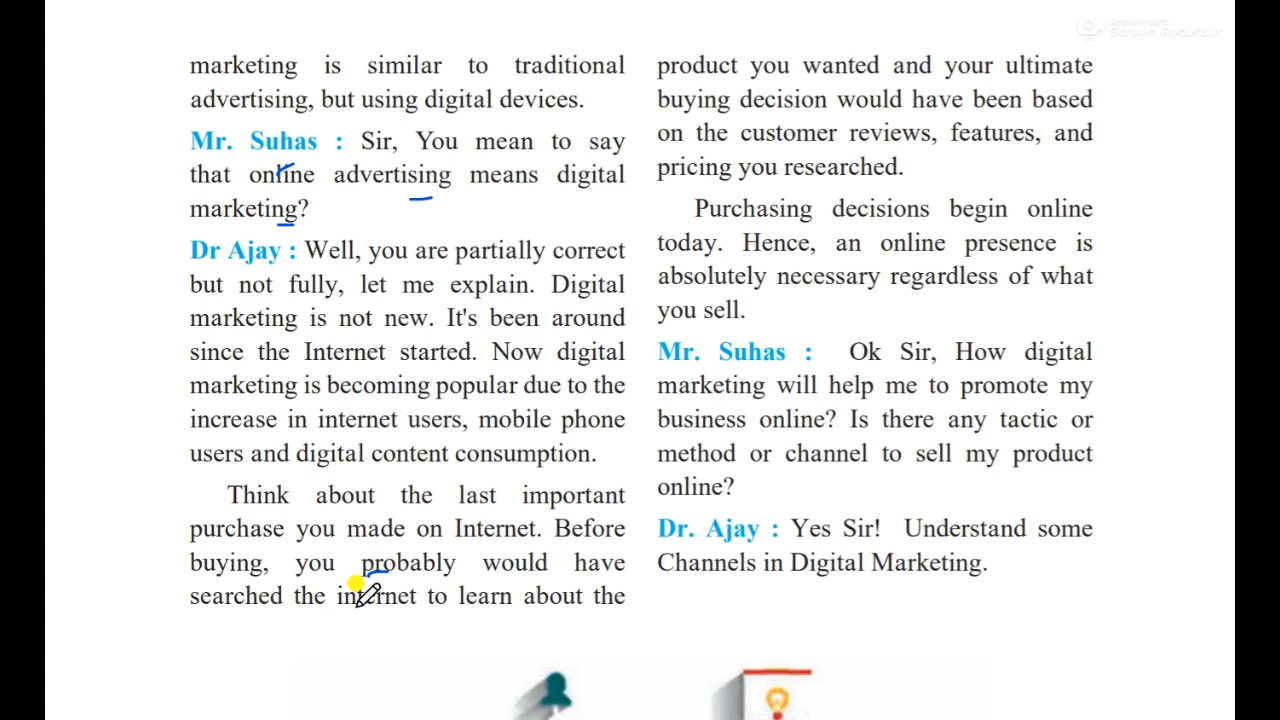 marketing is similar to traditional
advertising, but using digital devices.
Mr. Suhas : Sir, You mean to say
that online advertising means digital
marketing?
Dr Ajay : Well, you are partially correct
but not fully, let me explain. Digital
marketing is not new. It's been around
since the Internet started. Now digital
marketing is becoming popular due to the
increase in internet users, mobile phone
users and digital content consumption.
Think about the last important
purchase you made on Internet. Before
buying, you probably would have
searched the internet to learn about the
product you wanted and your ultimate
buying decision would have been based
on the customer reviews, features, and
pricing you researched.
Purchasing decisions begin online
today. Hence, an online presence is
absolutely necessary regardless of what
you sell.
Mr. Suhas : Ok Sir, How digital
marketing will help me to promote my
business online? Is there any tactic or
method or channel to sell my product
online?
Dr. Ajay : Yes Sir! Understand some
Channels in Digital Marketing.
Screen Recorder